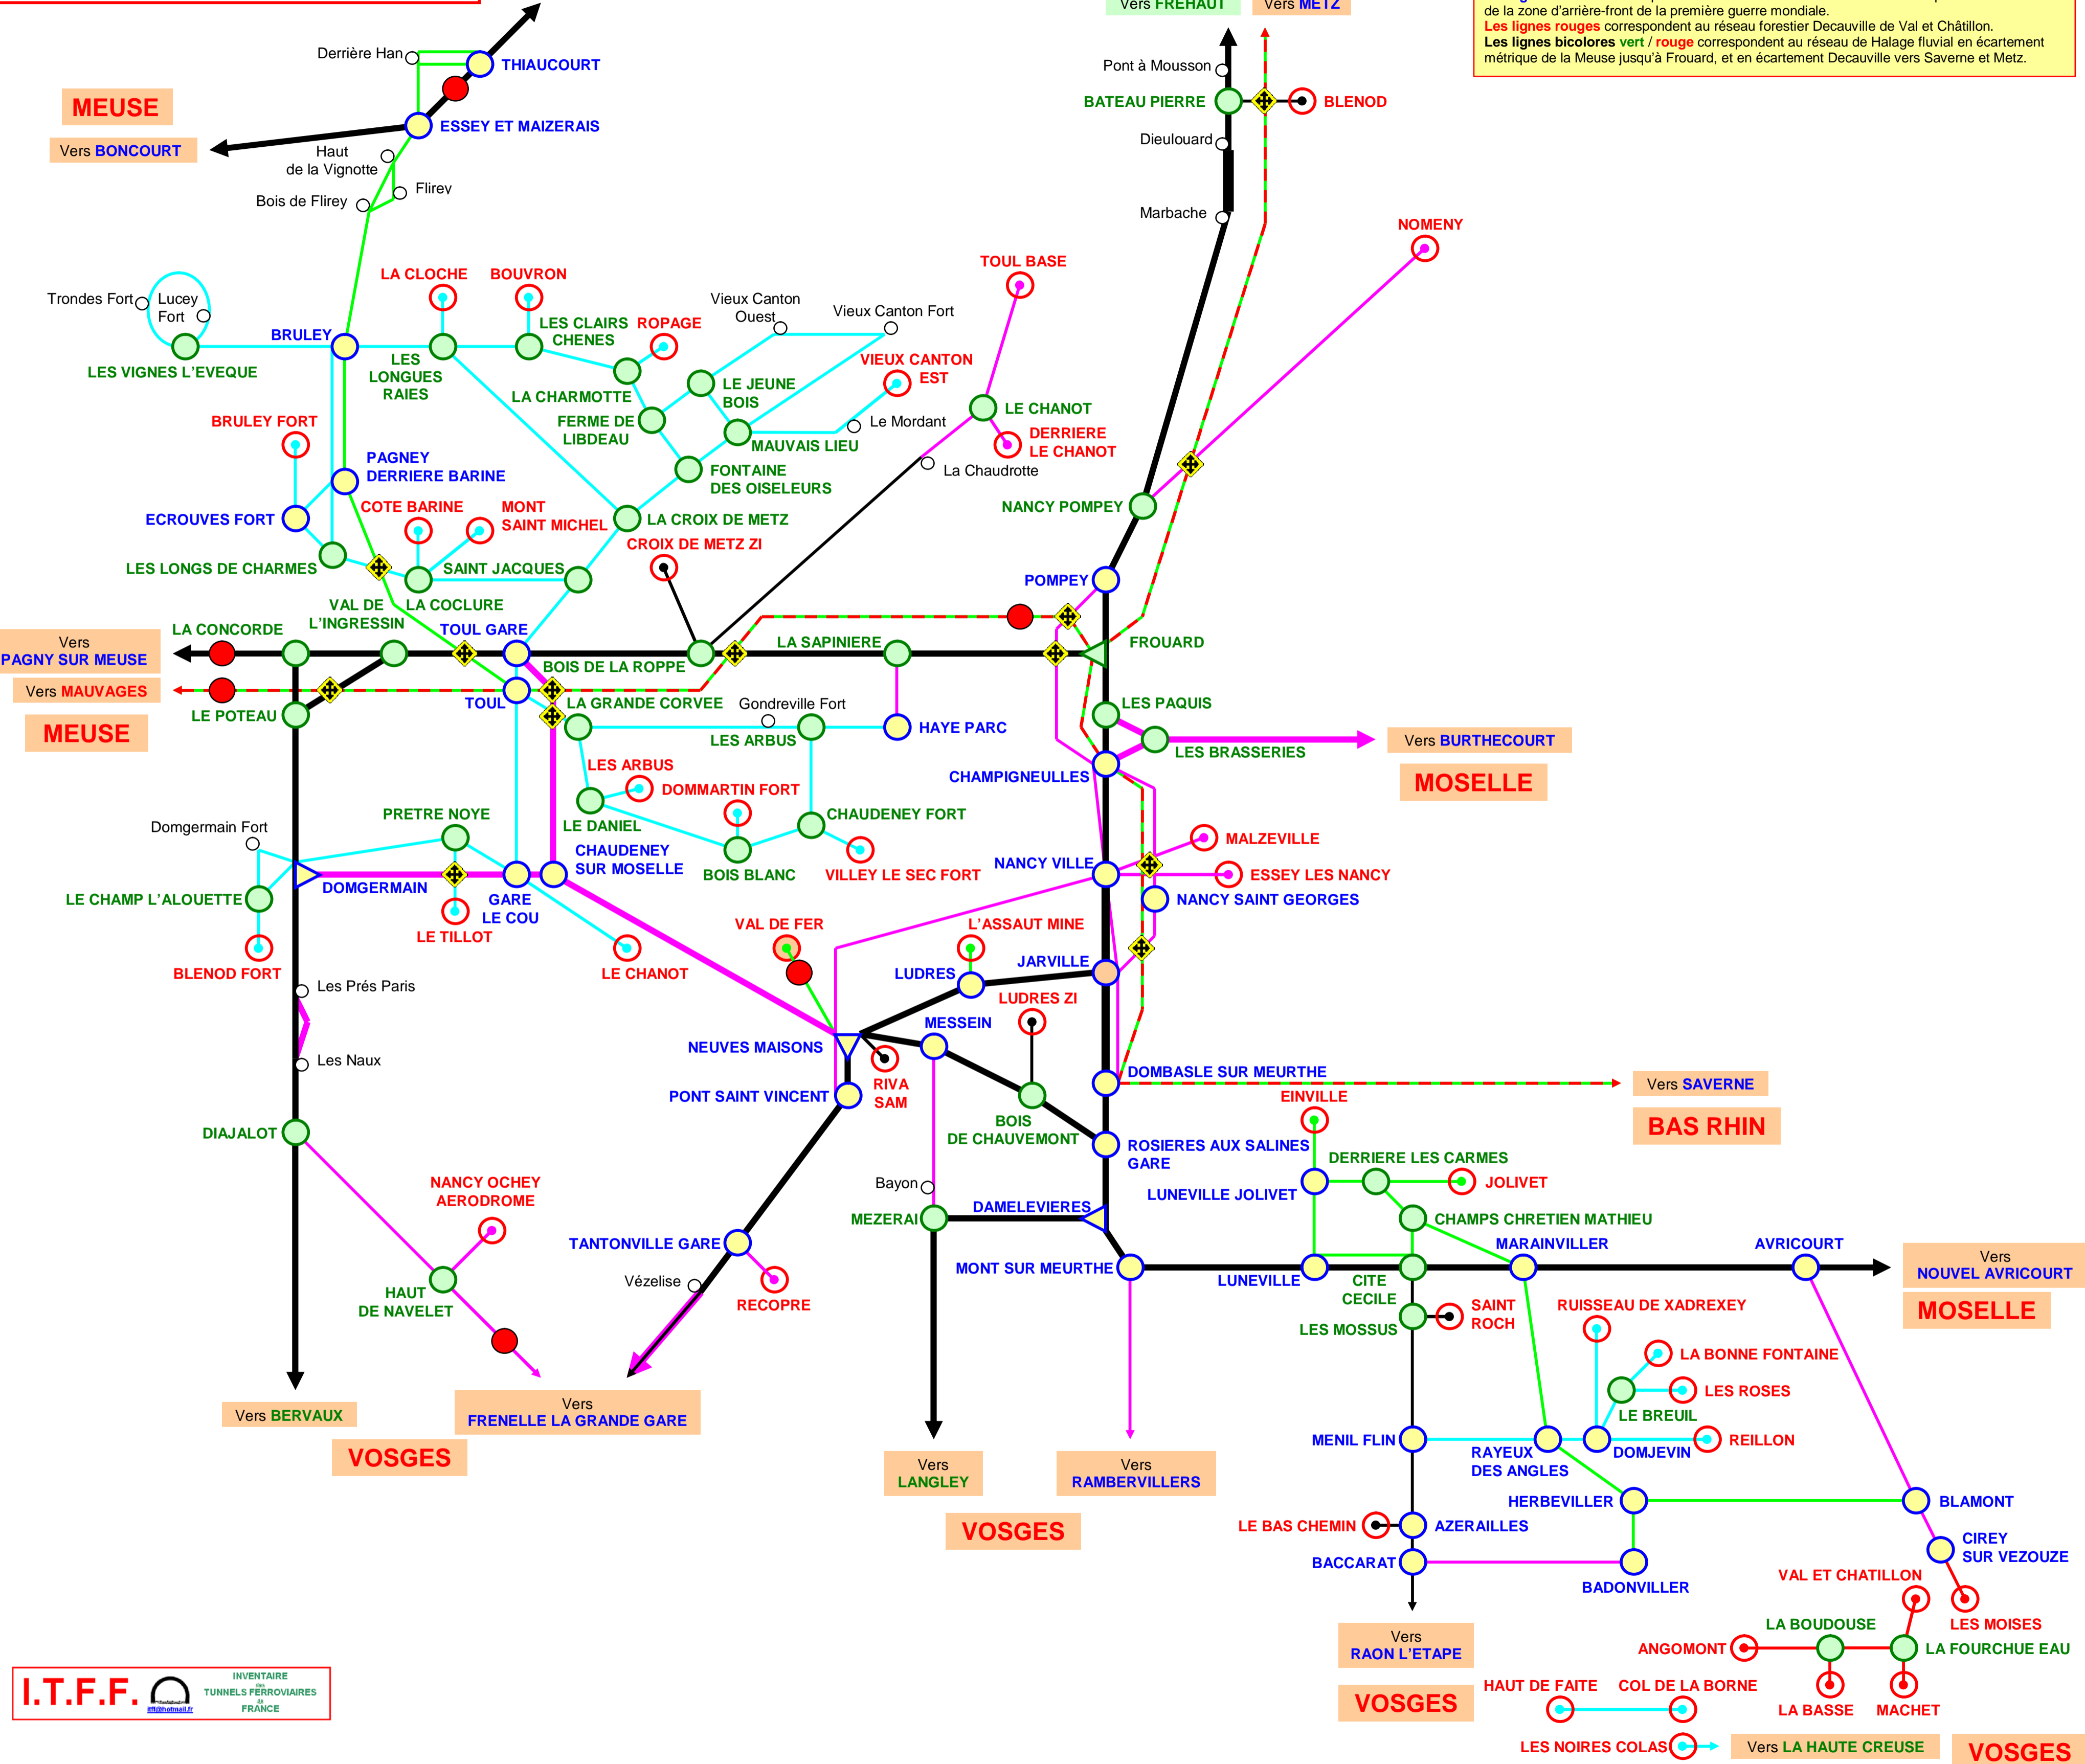 Vers FREHAUT
Vers METZ
de la zone d'arrière-front de la première guerre mondiale.
Les lignes rouges correspondent au réseau forestier Decauville de Val et Châtillon.
Les lignes bicolores vert / rouge correspondent au réseau de Halage fluvial en écartement
métrique de la Meuse jusqu'à Frouard, et en écartement Decauville vers Saverne et Metz.
Derrière Han
THIAUCOURT
MEUSE
ESSEY ET MAIZERAIS
Vers BONCOURT
Haut
de la Vignotte
Flirey
Bois de Flirey
Pont à Mousson
BATEAU PIERRE
BLENOD
Dieulouard
Marbache
NOMENY
TOUL BASE
LA CLOCHE
BOUVRON
Trondes Fort
Lucey
Fort
Vieux Canton
Ouest
Vieux Canton Fort
BRULEY
LES CLAIRS
CHENES
ROPAGE
VIEUX CANTON
EST
LES VIGNES L'EVEQUE
LES
LONGUES
RAIES
LA CHARMOTTE
LE JEUNE
BOIS
FERME DE
LIBDEAU
MAUVAIS LIEU
Le Mordant
LE CHANOT
DERRIERE
LE CHANOT
La Chaudrotte
BRULEY FORT
PAGNEY
DERRIERE BARINE
FONTAINE
DES OISELEURS
COTE BARINE
MONT
SAINT MICHEL
ECROUVES FORT
LA CROIX DE METZ
NANCY POMPEY
CROIX DE METZ ZI
LES LONGS DE CHARMES
SAINT JACQUES
POMPEY
VAL DE
L'INGRESSIN
LA COCLURE
LA CONCORDE
TOUL GARE
Vers
PAGNY SUR MEUSE
BOIS DE LA ROPPE
LA SAPINIERE
FROUARD
Vers MAUVAGES
TOUL
LE POTEAU
MEUSE
LA GRANDE CORVEE
Gondreville Fort
LES ARBUS
HAYE PARC
LES PAQUIS
LES BRASSERIES
Vers BURTHECOURT
MOSELLE
CHAMPIGNEULLES
LES ARBUS
DOMMARTIN FORT
LE DANIEL
CHAUDENEY FORT
PRETRE NOYE
Domgermain Fort
CHAUDENEY
SUR MOSELLE
BOIS BLANC
VILLEY LE SEC FORT
MALZEVILLE
NANCY VILLE
ESSEY LES NANCY
NANCY SAINT GEORGES
DOMGERMAIN
GARE
LE COU
LE CHAMP L'ALOUETTE
LE TILLOT
VAL DE FER
L'ASSAUT MINE
BLENOD FORT
LE CHANOT
LUDRES
JARVILLE
Les Prés Paris
LUDRES ZI
MESSEIN
NEUVES MAISONS
Les Naux
RIVA
SAM
PONT SAINT VINCENT
DOMBASLE SUR MEURTHE
Vers SAVERNE
BAS RHIN
EINVILLE
BOIS
DE CHAUVEMONT
DIAJALOT
ROSIERES AUX SALINES
GARE
DERRIERE LES CARMES
JOLIVET
LUNEVILLE JOLIVET
NANCY OCHEY
AERODROME
Bayon
MEZERAI
DAMELEVIERES
CHAMPS CHRETIEN MATHIEU
TANTONVILLE GARE
MARAINVILLER
AVRICOURT
Vers
NOUVEL AVRICOURT
MOSELLE
Vézelise
RECOPRE
MONT SUR MEURTHE
LUNEVILLE
CITE
CECILE
HAUT
DE NAVELET
LES MOSSUS
SAINT
ROCH
RUISSEAU DE XADREXEY
LA BONNE FONTAINE
LES ROSES
LE BREUIL
Vers BERVAUX
Vers
FRENELLE LA GRANDE GARE
VOSGES
MENIL FLIN
RAYEUX
DES ANGLES
DOMJEVIN
REILLON
Vers
LANGLEY
Vers
RAMBERVILLERS
VOSGES
HERBEVILLER
BLAMONT
LE BAS CHEMIN
AZERAILLES
CIREY
SUR VEZOUZE
BACCARAT
BADONVILLER
VAL ET CHATILLON
LES MOISES
LA BOUDOUSE
Vers
RAON L'ETAPE
ANGOMONT
LA FOURCHUE EAU
VOSGES
HAUT DE FAITE
COL DE LA BORNE
LA BASSE
MACHET
LES NOIRES COLAS
Vers LA HAUTE CREUSE
VOSGES
I.T.F.F.
itff@hotmail.fr
INVENTAIRE
des
TUNNELS FERROVIAIRES
de
FRANCE